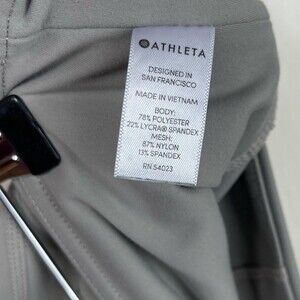 ATHLETA
DESIGNED IN
SAN FRANCISCO
MADE IN VIETNAM
BODY:
78% POLYESTER
22% LYCRA® SPANDEX
MESH:
87% NYLON
13% SPANDEX
RN 54023